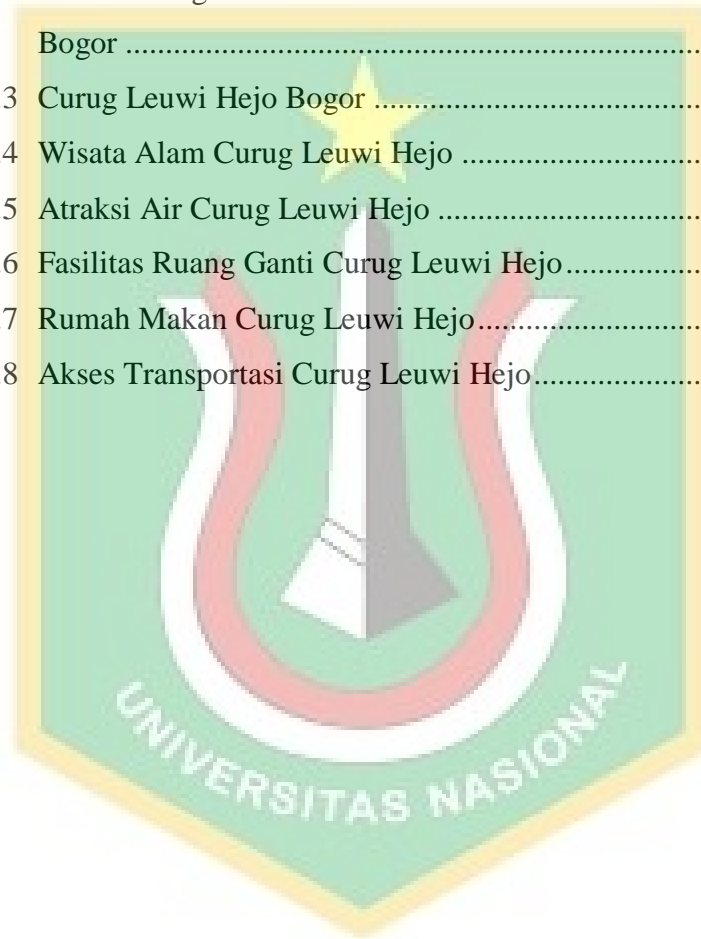 Bogor ........................................................................
3 Curug Leuwi Hejo Bogor .........................................
4 Wisata Alam Curug Leuwi Hejo ..............................
5 Atraksi Air Curug Leuwi Hejo .................................
6 Fasilitas Ruang Ganti Curug Leuwi Hejo .................
7 Rumah Makan Curug Leuwi Hejo ............................
8 Akses Transportasi Curug Leuwi Hejo .....................
UNIVERSITAS NASIONAL